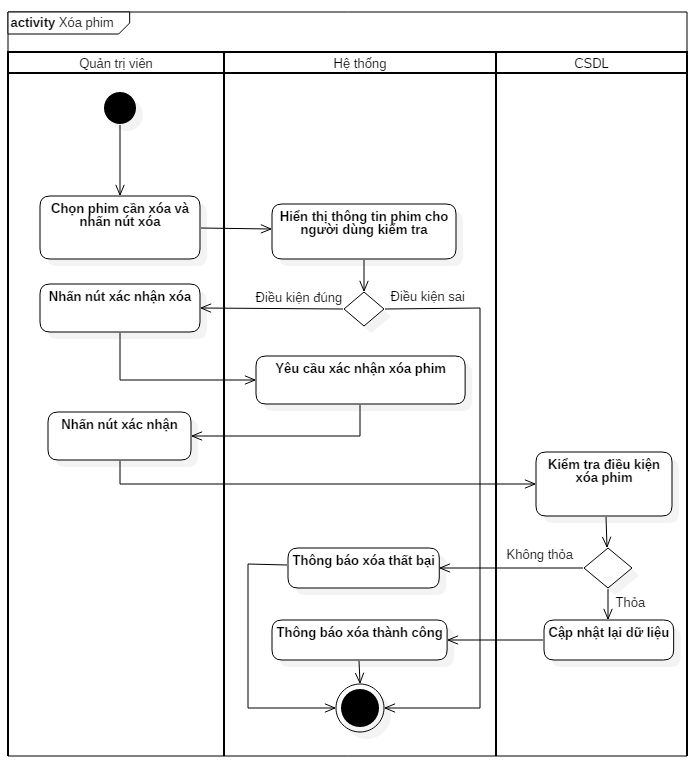 activity Xóa phim
Quản trị viên
Hệ thống
CSDL
Chọn phim cần xóa và
nhấn nút xóa
Hiển thị thông tin phim cho
người dùng kiểm tra
Nhấn nút xác nhận xóa
Điều kiện đúng
Điều kiện sai
Yêu cầu xác nhận xóa phim
Nhấn nút xác nhận
Kiểm tra điều kiện
xóa phim
Không thỏa
Thông báo xóa thất bại
Thỏa
Thông báo xóa thành công
Cập nhật lại dữ liệu